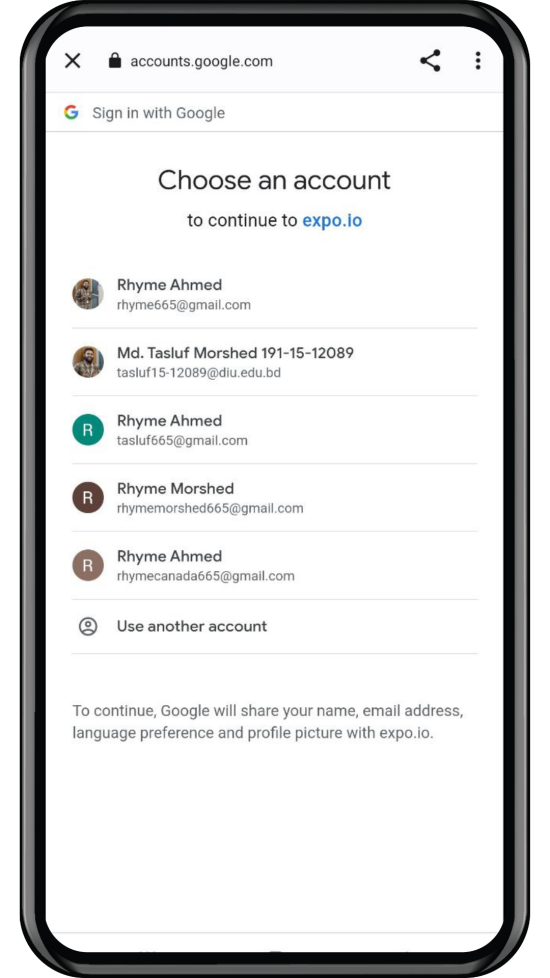 accounts.google.com
G Sign in with Google
Choose an account
to continue to expo.io
Rhyme Ahmed
rhyme665@gmail.com
Md. Tasluf Morshed 191-15-12089
tasluf15-12089@diu.edu.bd
R
Rhyme Ahmed
tasluf665@gmail.com
R
Rhyme Morshed
rhymemorshed665@gmail.com
R
Rhyme Ahmed
rhymecanada665@gmail.com
Use another account
To continue, Google will share your name, email address,
language preference and profile picture with expo.io.